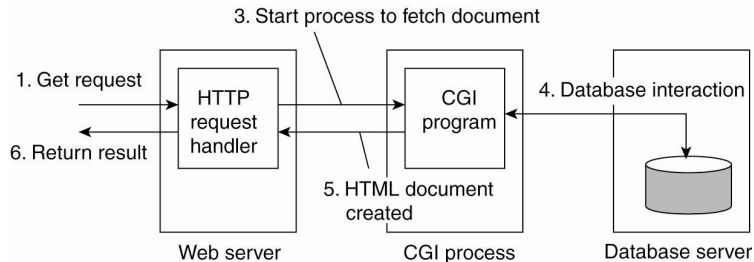 3. Start process to fetch document
1. Get request
HTTP
request
handler
CGI
program
4. Database interaction
6. Return result
5. HTML document
created
Web server
CGI process
Database server